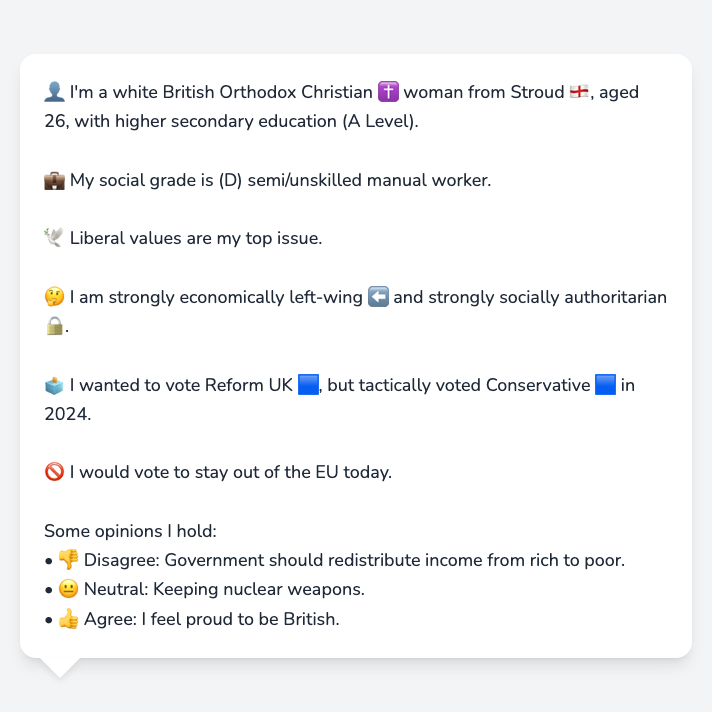 👤 I'm a white British Orthodox Christian ✝️ woman from Stroud 🏴󠁧󠁢󠁥󠁮󠁧󠁿, aged
26, with higher secondary education (A Level).
💼 My social grade is (D) semi/unskilled manual worker.
🕊️ Liberal values are my top issue.
🤔 I am strongly economically left-wing ⬅️ and strongly socially authoritarian
🔒.
🗳️ I wanted to vote Reform UK 🟦, but tactically voted Conservative 🟦 in
2024.
🚫 I would vote to stay out of the EU today.
Some opinions I hold:
• 👎 Disagree: Government should redistribute income from rich to poor.
• 😐 Neutral: Keeping nuclear weapons.
• 👍 Agree: I feel proud to be British.